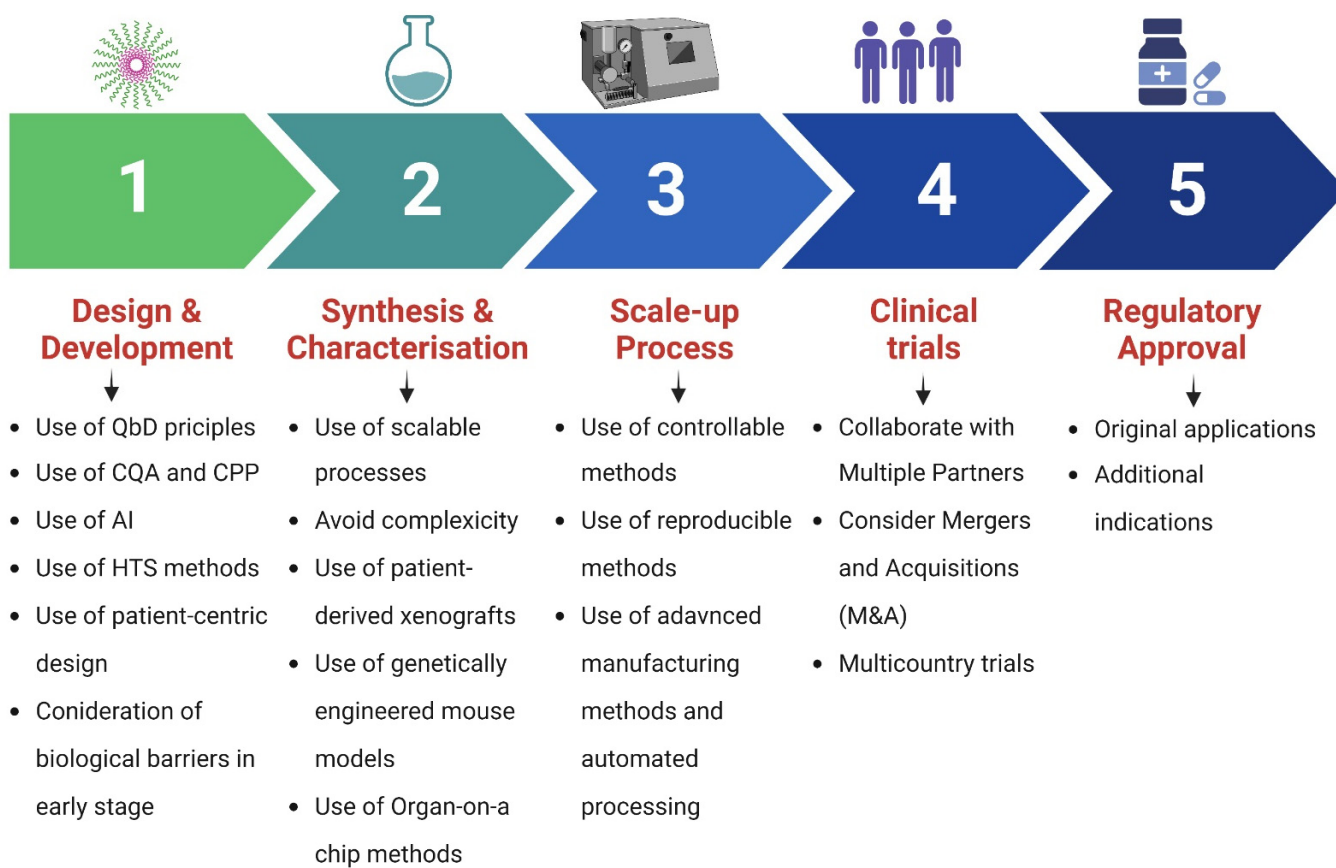 1
2
3
4
5
Design &
Development
• Use of QbD priciples
• Use of CQA and CPP
• Use of AI
• Use of HTS methods
• Use of patient-centric
design
• Conideration of
biological barriers in
early stage
Synthesis &
Characterisation
• Use of scalable
processes
• Avoid complexicity
• Use of patient-
derived xenografts
• Use of genetically
engineered mouse
models
• Use of Organ-on-a
chip methods
Scale-up
Process
• Use of controllable
methods
• Use of reproducible
methods
• Use of adavnced
manufacturing
methods and
automated
processing
Clinical
trials
• Collaborate with
Multiple Partners
• Consider Mergers
and Acquisitions
(M&A)
• Multicountry trials
Regulatory
Approval
• Original applications
• Additional
indications